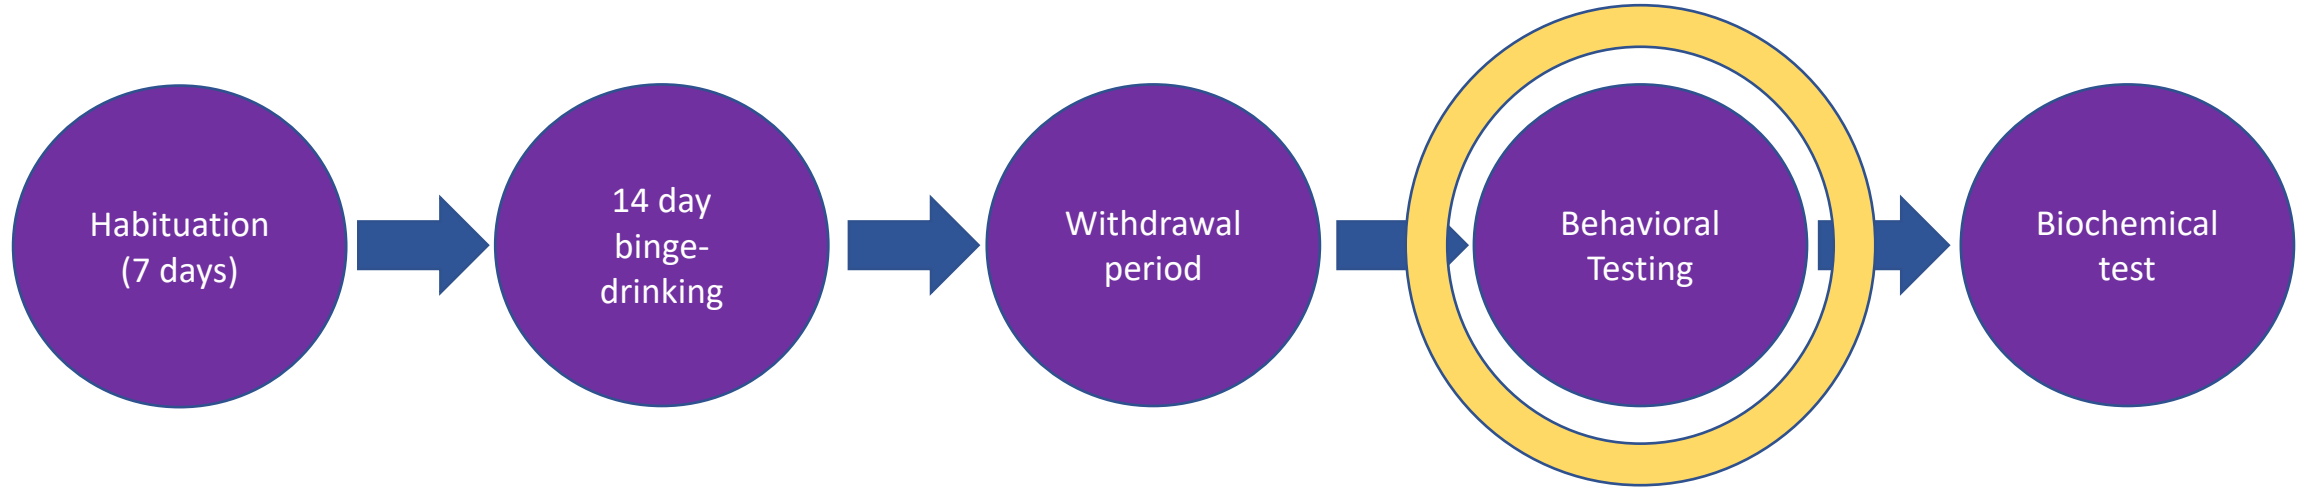 Habituation
(7 days)
14 day
binge-
drinking
Withdrawal
period
Behavioral
Testing
Biochemical
test